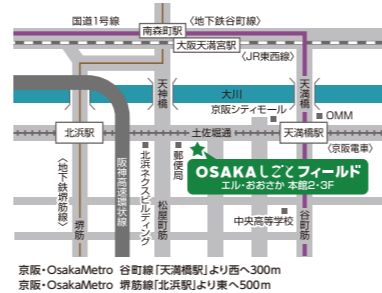 国道1号線
南森町駅
〈地下鉄谷町線〉
大阪天満宮駅
〈JR東西線〉
天神橋
大川
天満橋
京阪シティモール
OMM
北浜駅
土佐堀通
天満橋駅
〈京阪電車〉
〈地下鉄堺筋線〉
堺筋
阪神高速環状線
北浜ネクスビルディング
郵便局
松屋町筋
OSAKAしごとフィールド
エル・おおさか 本館2・3F
中央高等学校
谷町筋
京阪・OsakaMetro 谷町線「天満橋駅」より西へ300m
京阪・OsakaMetro 堺筋線「北浜駅」より東へ500m